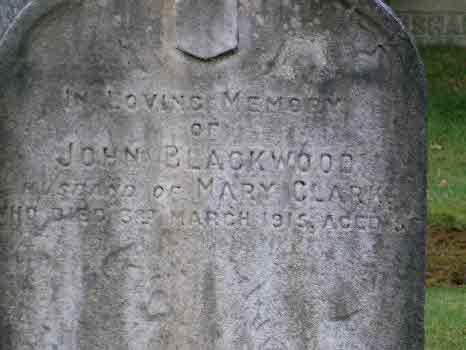 In Loving Memory
OF
JOHN BLACKWOOD
HUSBAND OF MARY CLARK
WHO DIED 3RD MARCH 1915, AGED